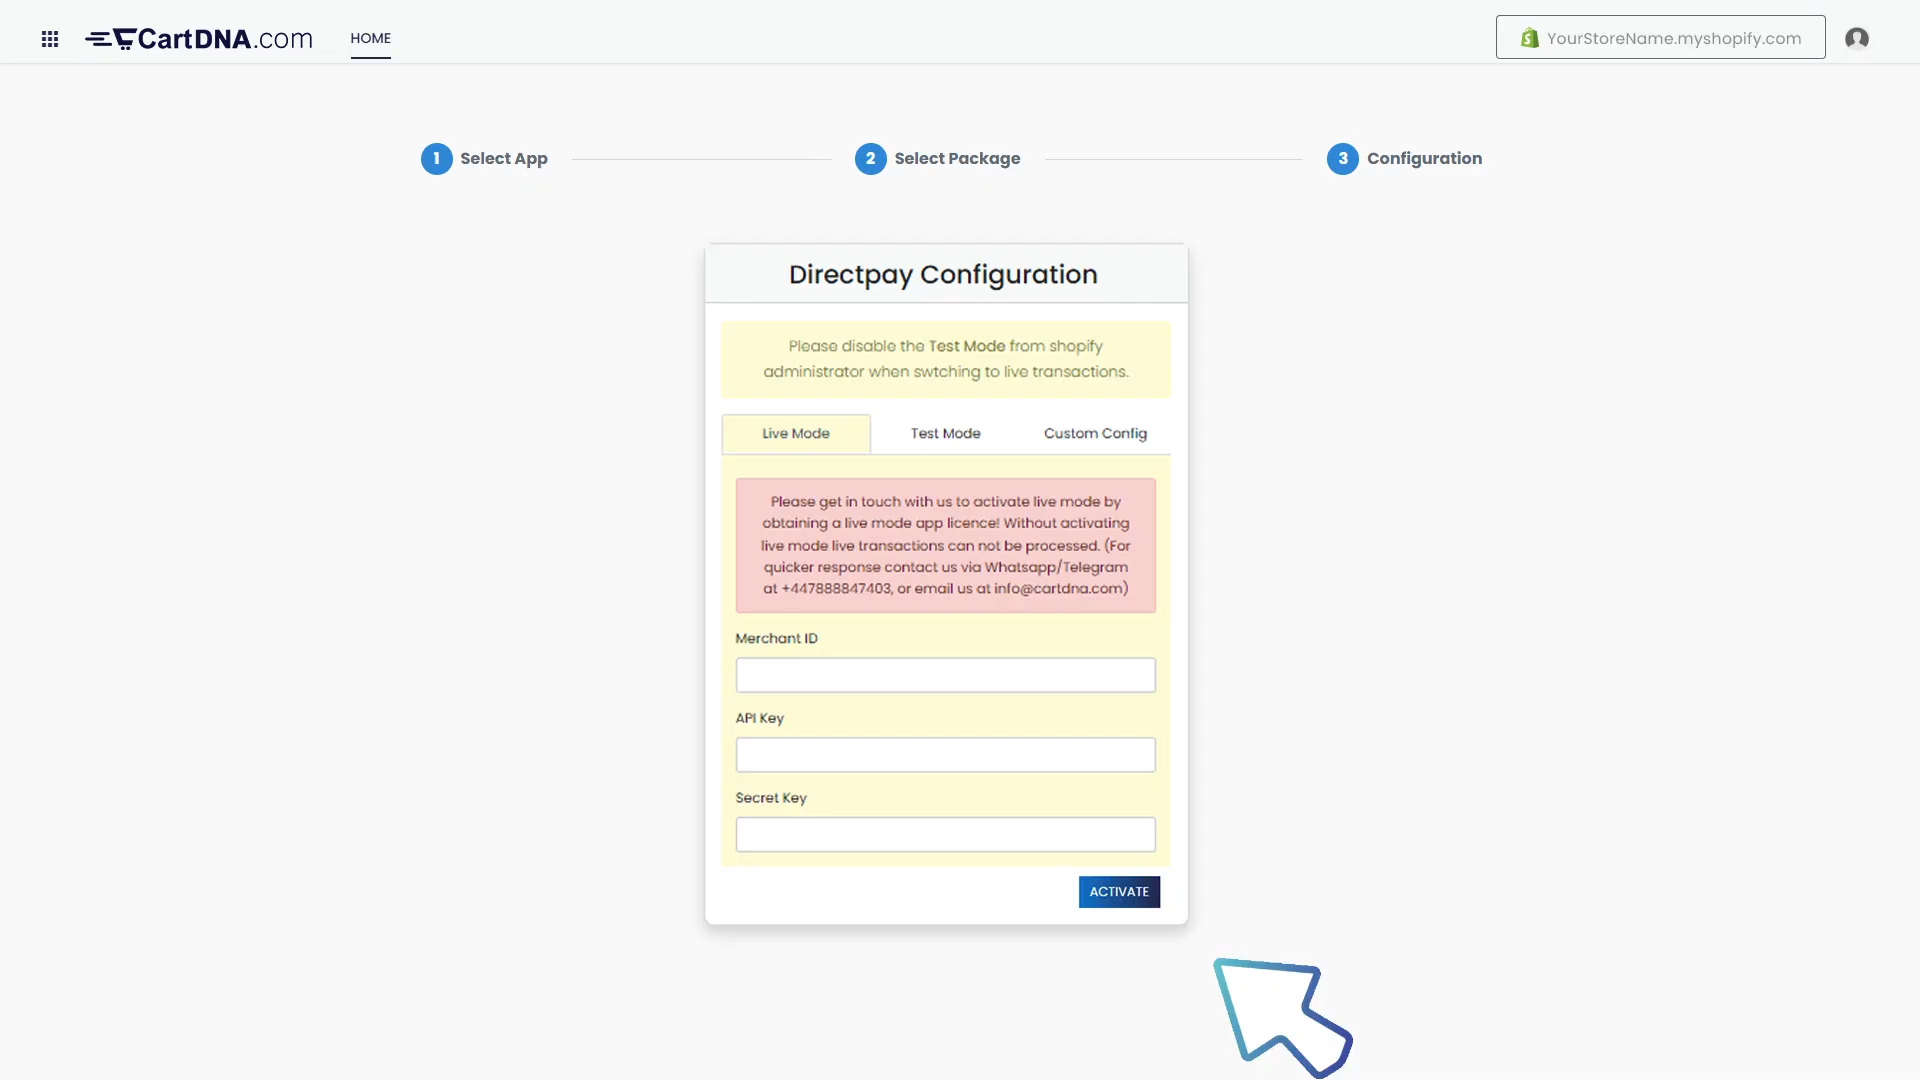 CartDNA.com
HOME
YourStoreName.myshopify.com
1 Select App
2 Select Package
3 Configuration
Directpay Configuration
Please disable the Test Mode from shopify
administrator when swtching to live transactions.
Live Mode
Test Mode
Custom Config
Please get in touch with us to activate live mode by
obtaining a live mode app licence! Without activating
live mode live transactions can not be processed. (For
quicker response contact us via Whatsapp/Telegram
at +447888847403, or email us at info@cartdna.com)
Merchant ID
API Key
Secret Key
ACTIVATE